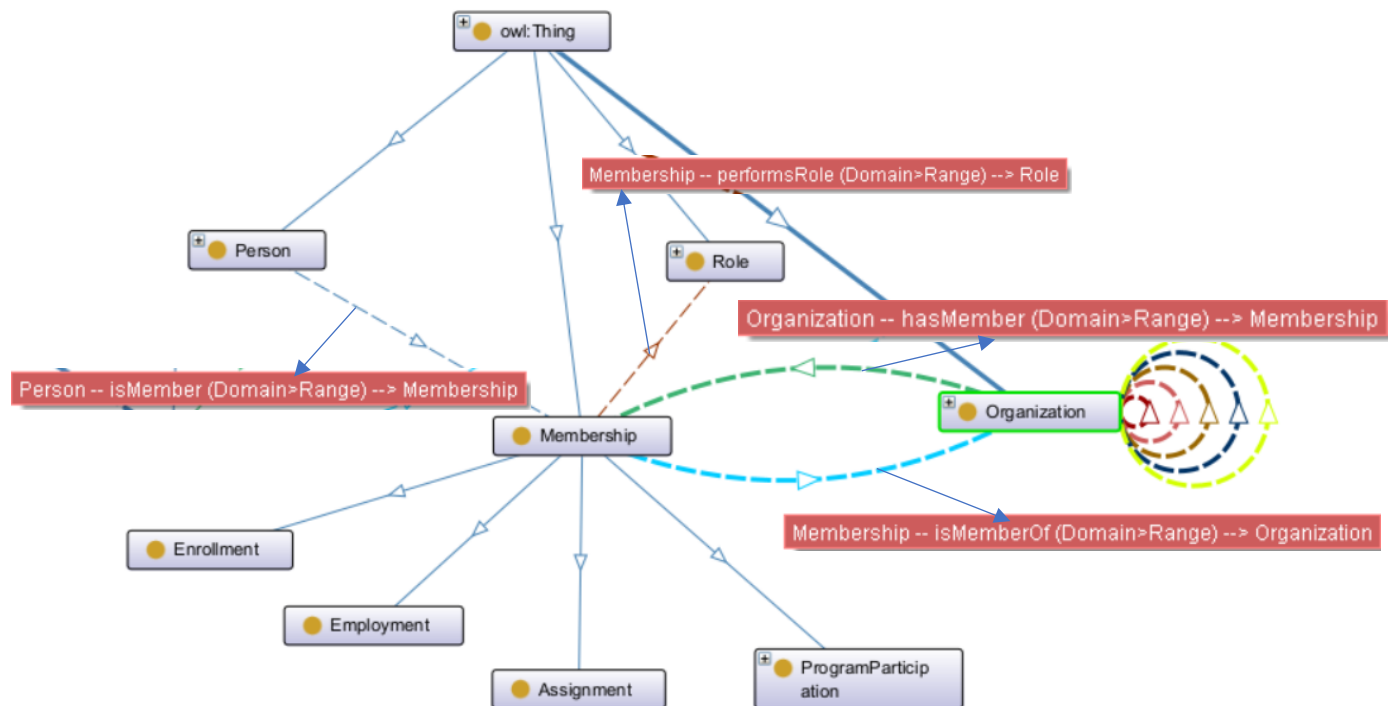 owl:Thing
Membership -- performsRole (Domain>Range) --> Role
Person
Role
Organization -- hasMember (Domain>Range) --> Membership
Person -- isMember (Domain>Range) --> Membership
Organization
Membership
Membership -- isMemberOf (Domain>Range) --> Organization
Enrollment
Employment
Assignment
ProgramParticip
ation